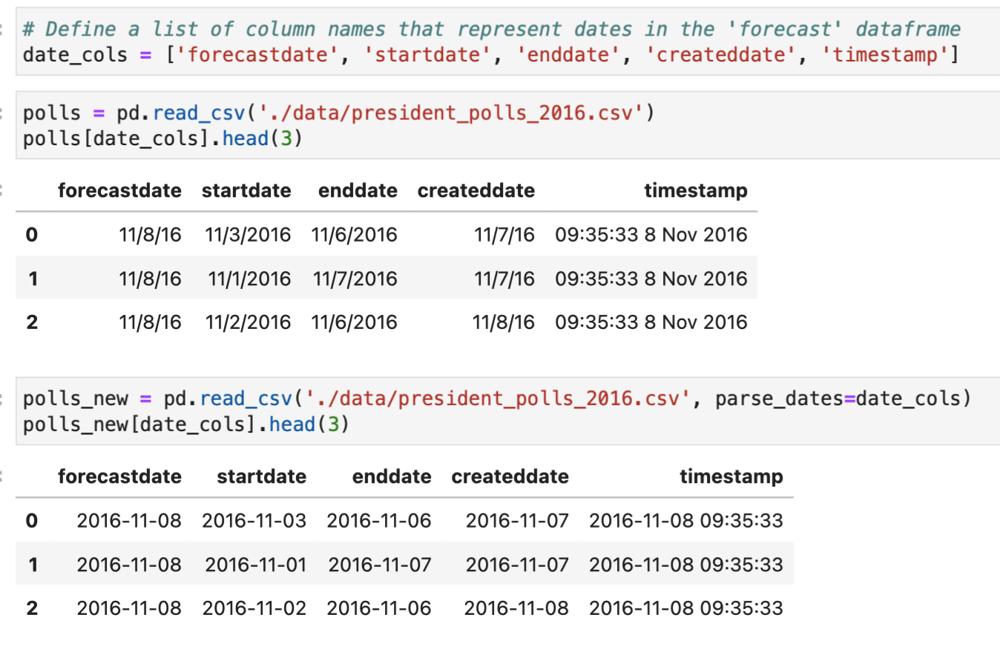 # Define a list of column names that represent dates in the 'forecast' dataframe
date_cols = ['forecastdate', 'startdate', 'enddate', 'createddate', 'timestamp']
polls = pd.read_csv('./data/president_polls_2016.csv')
polls[date_cols].head(3)
forecastdate startdate enddate createddate timestamp
0 11/8/16 11/3/2016 11/6/2016 11/7/16 09:35:33 8 Nov 2016
1 11/8/16 11/1/2016 11/7/2016 11/7/16 09:35:33 8 Nov 2016
2 11/8/16 11/2/2016 11/6/2016 11/8/16 09:35:33 8 Nov 2016
polls_new = pd.read_csv('./data/president_polls_2016.csv', parse_dates=date_cols)
polls_new[date_cols].head(3)
forecastdate startdate enddate createddate timestamp
0 2016-11-08 2016-11-03 2016-11-06 2016-11-07 2016-11-08 09:35:33
1 2016-11-08 2016-11-01 2016-11-07 2016-11-07 2016-11-08 09:35:33
2 2016-11-08 2016-11-02 2016-11-06 2016-11-08 2016-11-08 09:35:33